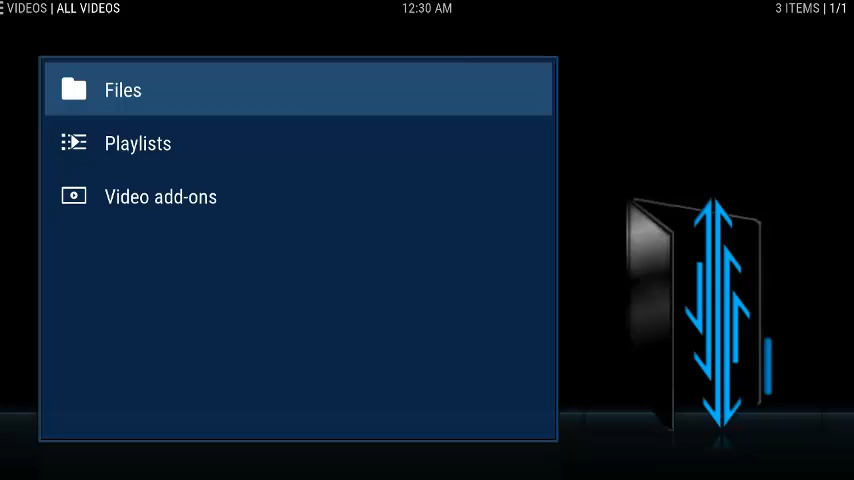 VIDEOS | ALL VIDEOS
12:30 AM
3 ITEMS | 1/1
Files
Playlists
Video add-ons